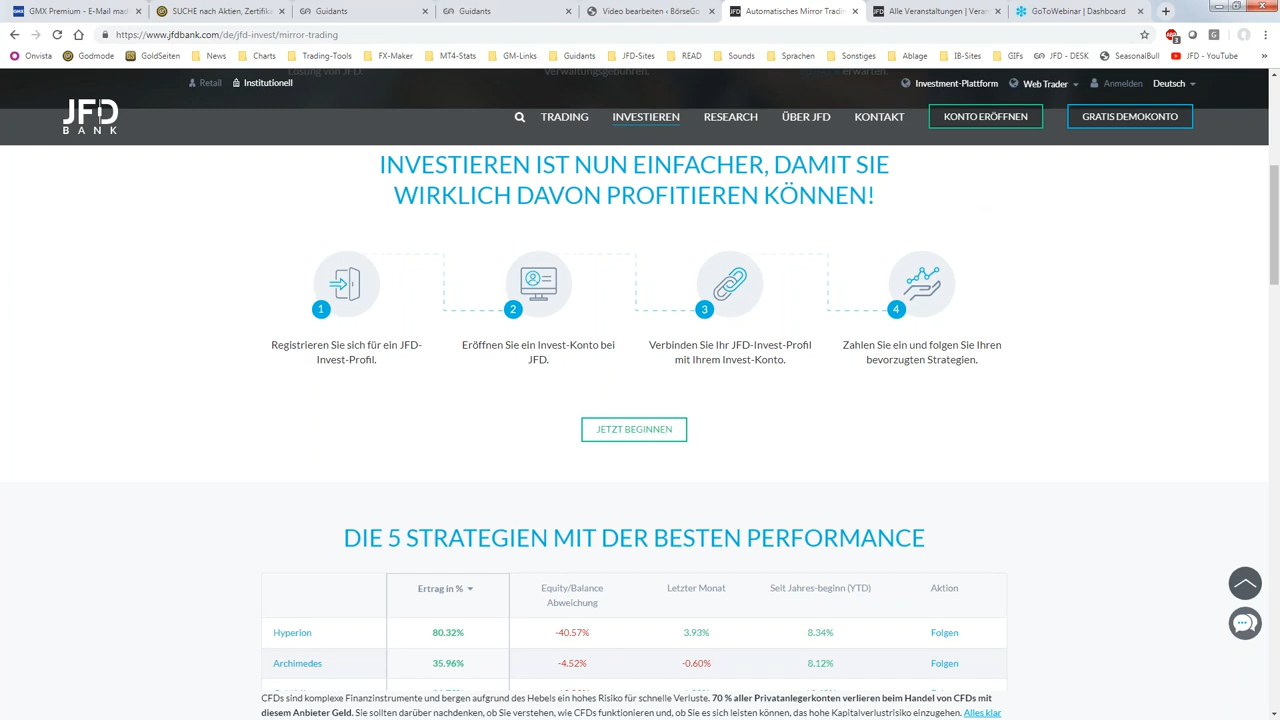 GMX Premium - E-Mail mad
SUCHE nach Aktien, Zertifika
Guidants
Guidants
Video bearbeiten ‹ BörseGo
Automatisches Mirror Tradin
Alle Veranstaltungen | Veran
GoToWebinar | Dashboard
https://www.jfdbank.com/de/jfd-invest/mirror-trading
Onvista
Godmode
GoldSeiten
News
Charts
Trading-Tools
FX-Maker
MT4-Stats
GM-Links
Guidants
JFD-Sites
READ
Sounds
Sprachen
Sonstiges
Ablage
IB-Sites
GIFs
JFD - DESK
SeasonalBull
JFD - YouTube
Lösung von JFD.
Verwaltungsgebühren.
erwarten.
Retail
Institutionell
Investment-Plattform
Web Trader
Anmelden
Deutsch
JFD
BANK
TRADING
INVESTIEREN
RESEARCH
ÜBER JFD
KONTAKT
KONTO ERÖFFNEN
GRATIS DEMOKONTO
INVESTIEREN IST NUN EINFACHER, DAMIT SIE
WIRKLICH DAVON PROFITIEREN KÖNNEN!
1
2
3
4
Registrieren Sie sich für ein JFD-
Invest-Profil.
Eröffnen Sie ein Invest-Konto bei
JFD.
Verbinden Sie Ihr JFD-Invest-Profil
mit Ihrem Invest-Konto.
Zahlen Sie ein und folgen Sie Ihren
bevorzugten Strategien.
JETZT BEGINNEN
DIE 5 STRATEGIEN MIT DER BESTEN PERFORMANCE
Ertrag in %
Equity/Balance
Abweichung
Letzter Monat
Seit Jahres-beginn (YTD)
Aktion
Hyperion 80.32% -40.57% 3.93% 8.34% Folgen
Archimedes 35.96% -4.52% -0.60% 8.12% Folgen
CFDs sind komplexe Finanzinstrumente und bergen aufgrund des Hebels ein hohes Risiko für schnelle Verluste. 70 % aller Privatanlegerkonten verlieren beim Handel von CFDs mit
diesem Anbieter Geld. Sie sollten darüber nachdenken, ob Sie verstehen, wie CFDs funktionieren und, ob Sie es sich leisten können, das hohe Kapitalverlustrisiko einzugehen. Alles klar